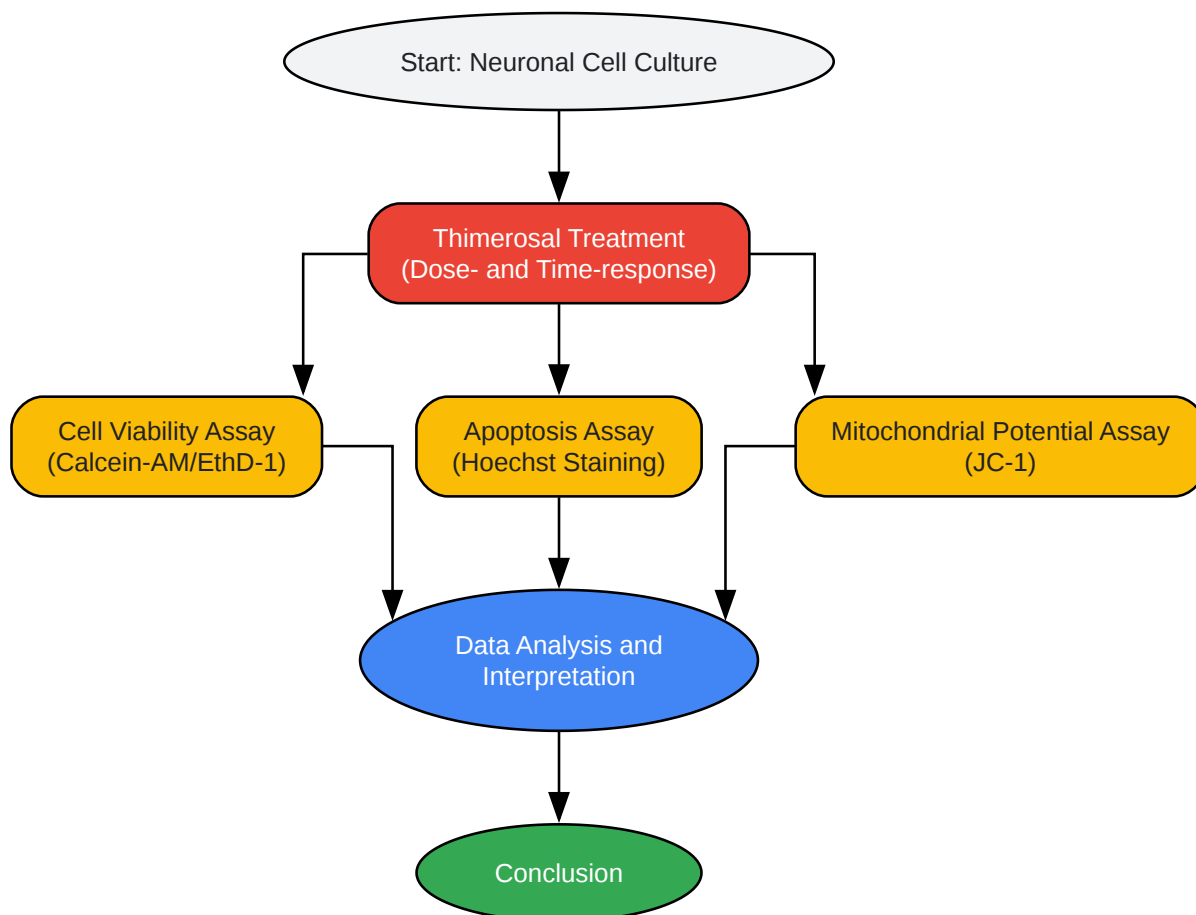 Start: Neuronal Cell Culture
Thimerosal Treatment
(Dose- and Time-response)
Cell Viability Assay
(Calcein-AM/EthD-1)
Apoptosis Assay
(Hoechst Staining)
Mitochondrial Potential Assay
(JC-1)
Data Analysis and
Interpretation
Conclusion